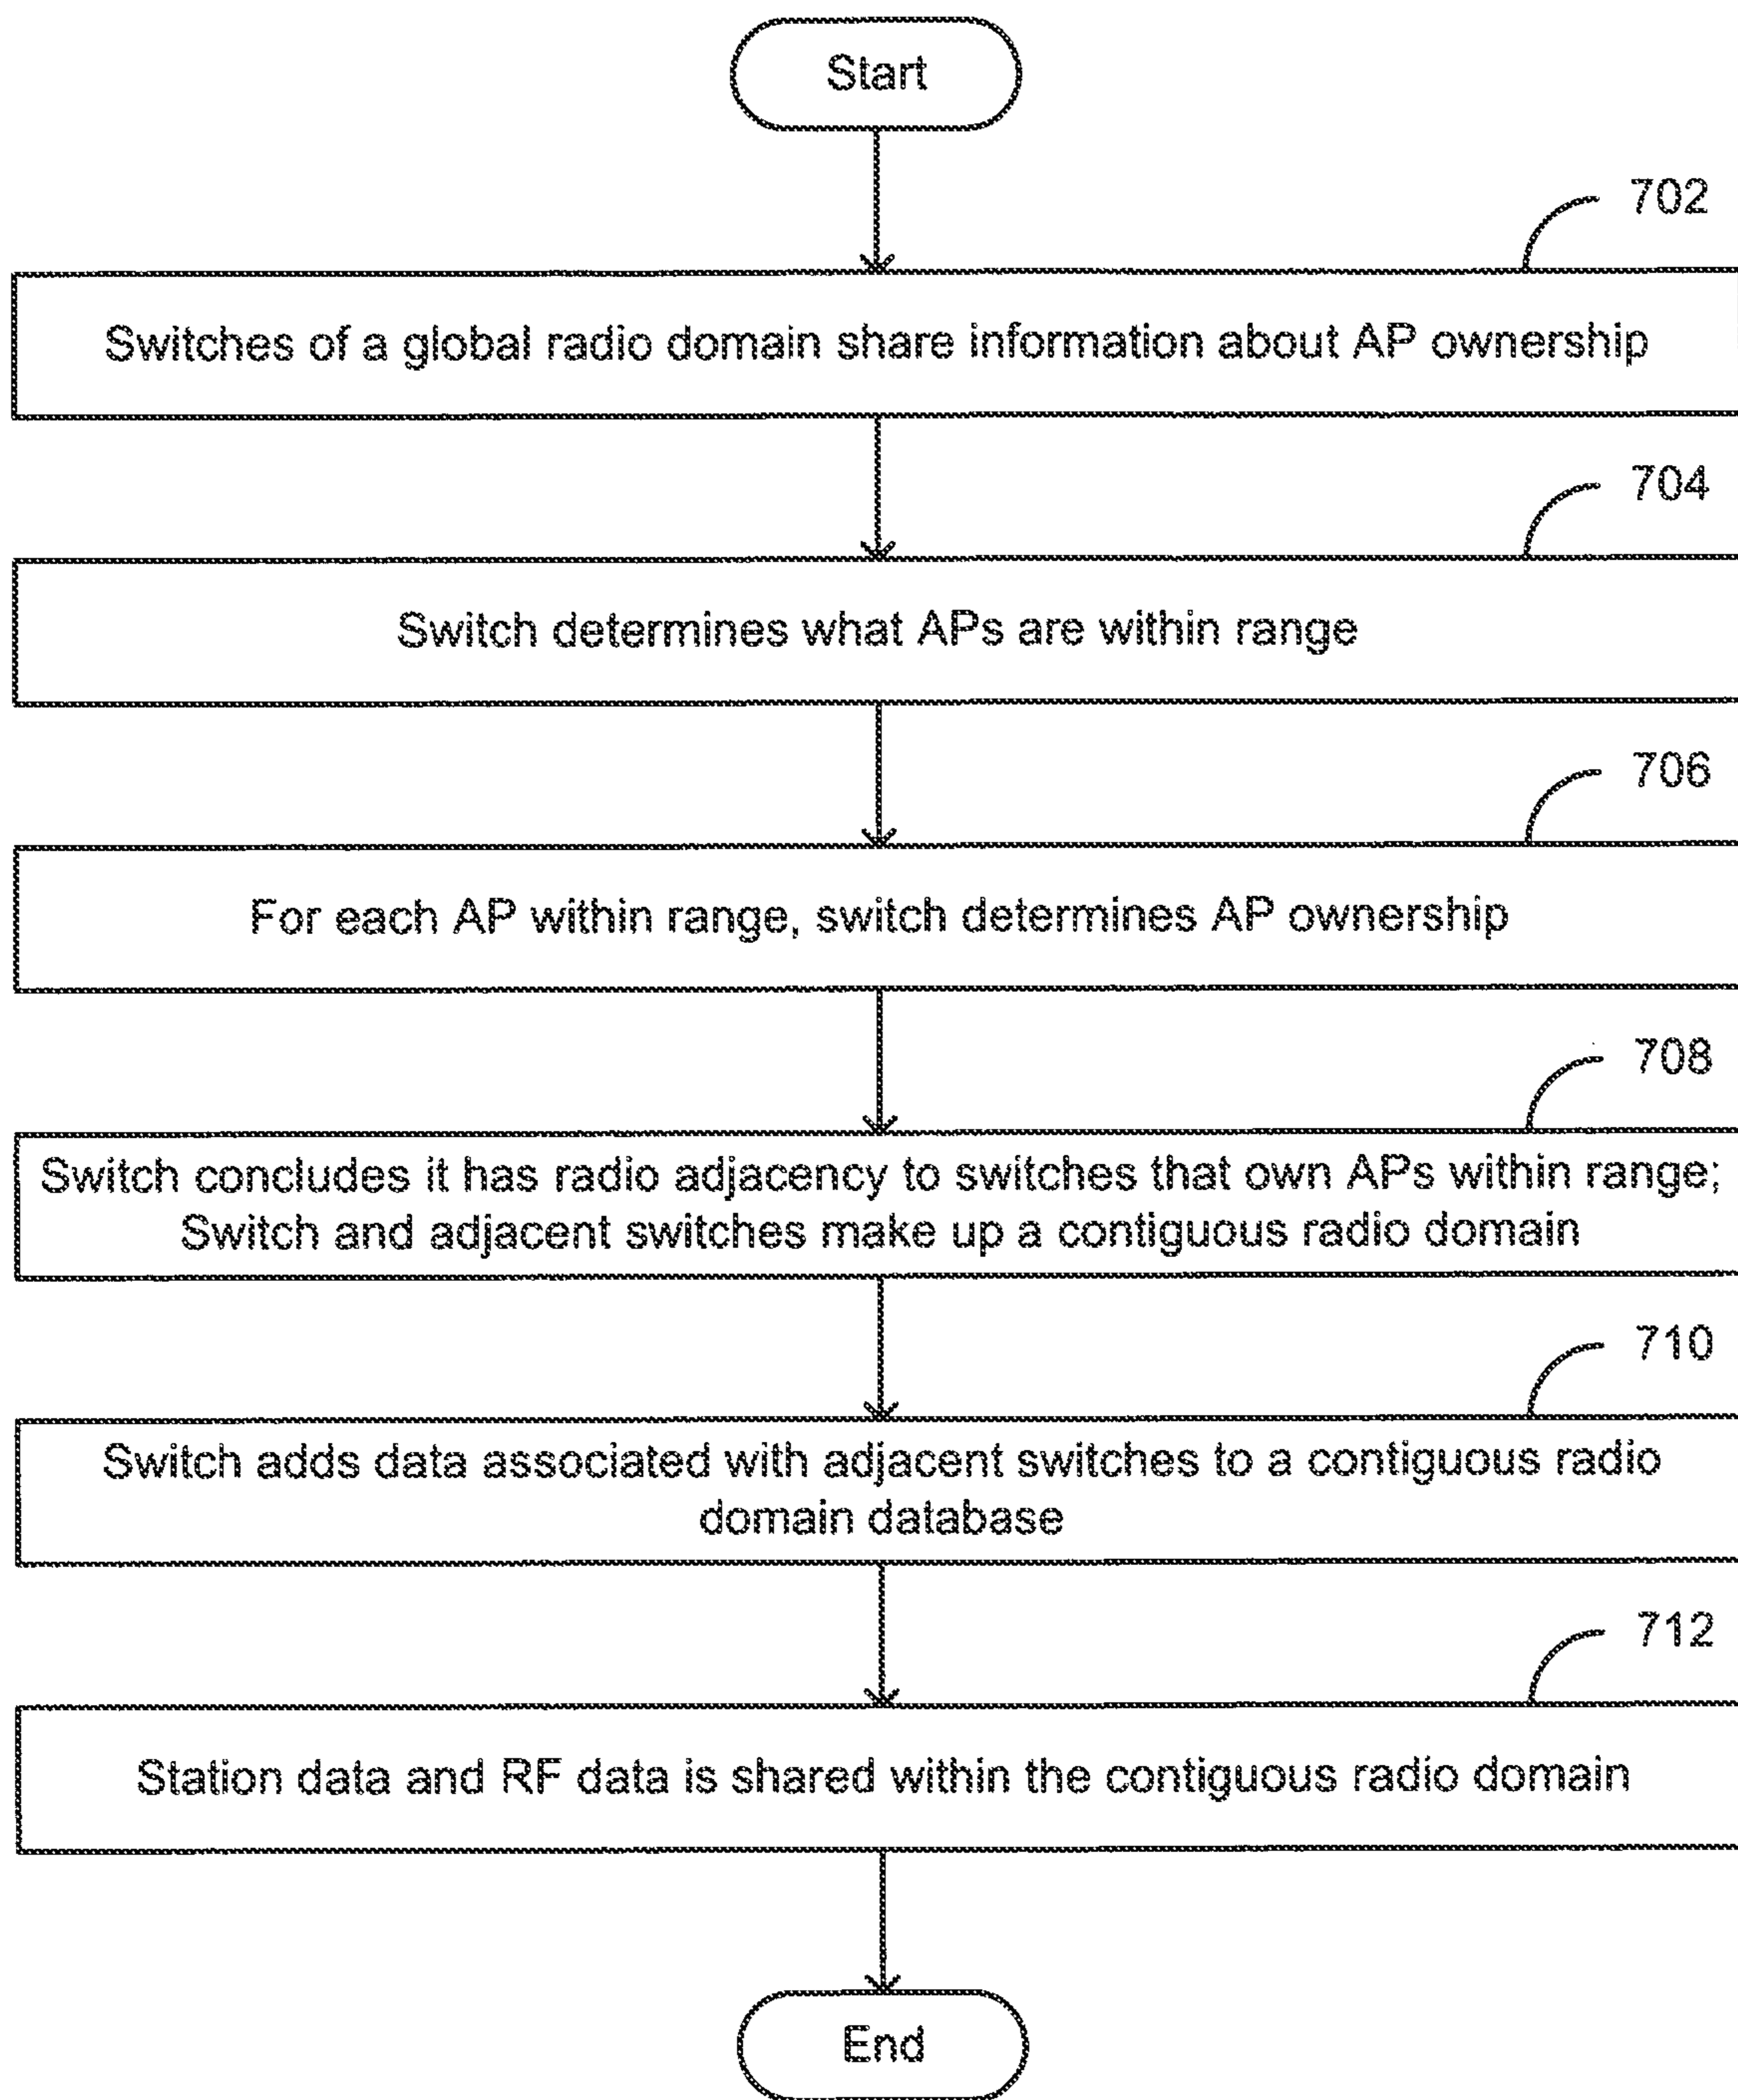 Start
702
Switches of a global radio domain share information about AP ownership
704
Switch determines what APs are within range
706
For each AP within range, switch determines AP ownership
708
Switch concludes it has radio adjacency to switches that own APs within range;
Switch and adjacent switches make up a contiguous radio domain
710
Switch adds data associated with adjacent switches to a contiguous radio
domain database
712
Station data and RF data is shared within the contiguous radio domain
End